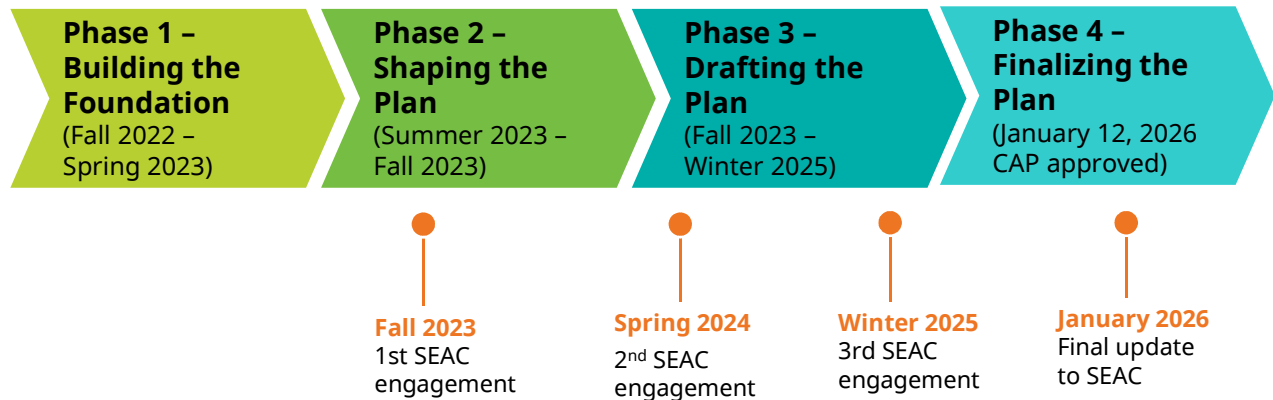 Phase 1 –
Building the
Foundation
(Fall 2022 –
Spring 2023)
Phase 2 –
Shaping the
Plan
(Summer 2023 –
Fall 2023)
Phase 3 –
Drafting the
Plan
(Fall 2023 –
Winter 2025)
Phase 4 –
Finalizing the
Plan
(January 12, 2026
CAP approved)
Fall 2023
1st SEAC
engagement
Spring 2024
2nd SEAC
engagement
Winter 2025
3rd SEAC
engagement
January 2026
Final update
to SEAC